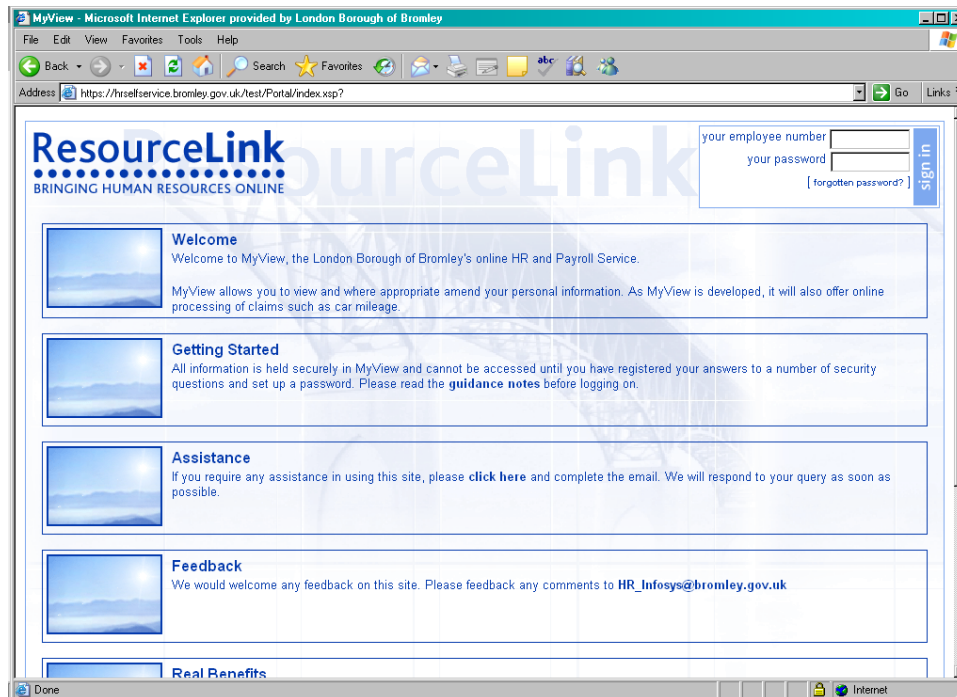 MyView - Microsoft Internet Explorer provided by London Borough of Bromley
File Edit View Favorites Tools Help
Back Search Favorites abc
Address https://hrselfservice.bromley.gov.uk/test/Portal/index.xsp? Go Links
ResourceLink
BRINGING HUMAN RESOURCES ONLINE
your employee number
your password
[ forgotten password? ]
sign in
Welcome
Welcome to MyView, the London Borough of Bromley's online HR and Payroll Service.
MyView allows you to view and where appropriate amend your personal information. As MyView is developed, it will also offer online
processing of claims such as car mileage.
Getting Started
All information is held securely in MyView and cannot be accessed until you have registered your answers to a number of security
questions and set up a password. Please read the guidance notes before logging on.
Assistance
If you require any assistance in using this site, please click here and complete the email. We will respond to your query as soon as
possible.
Feedback
We would welcome any feedback on this site. Please feedback any comments to HR_Infosys@bromley.gov.uk
Real Benefits
Done Internet